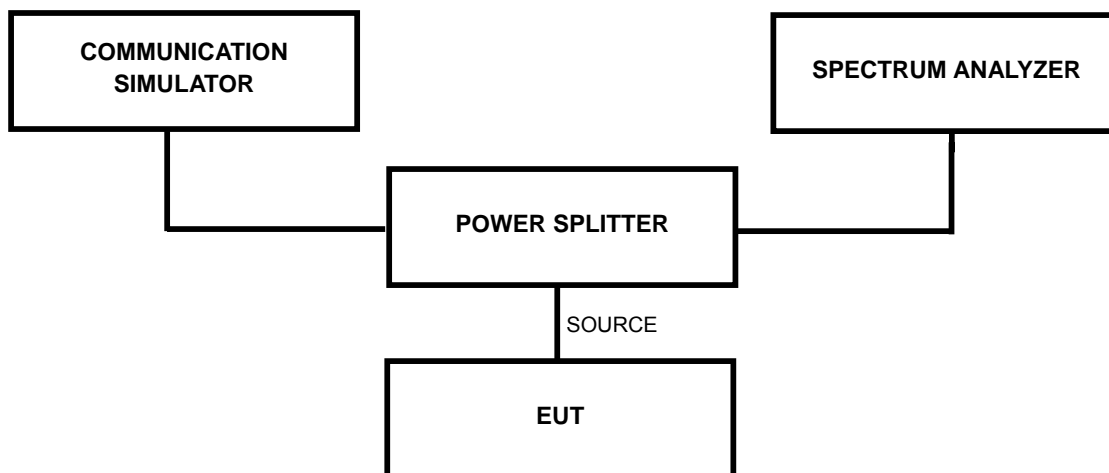 COMMUNICATION
SIMULATOR
SPECTRUM ANALYZER
POWER SPLITTER
SOURCE
EUT